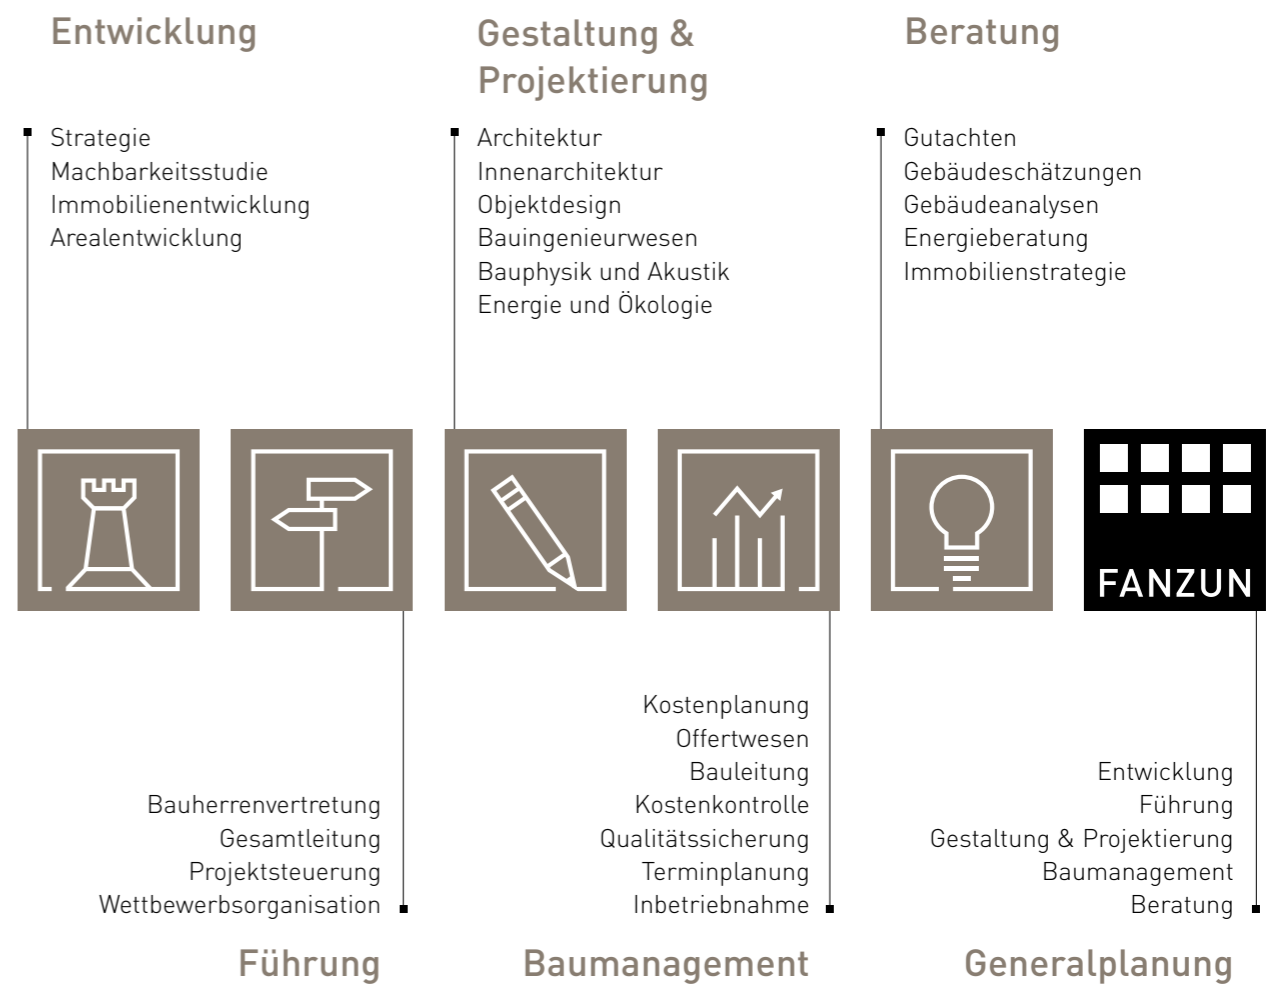 Entwicklung
Strategie
Machbarkeitsstudie
Immobilienentwicklung
Arealentwicklung
Gestaltung &
Projektierung
Architektur
Innenarchitektur
Objektdesign
Bauingenieurwesen
Bauphysik und Akustik
Energie und Ökologie
Beratung
Gutachten
Gebäudeschätzungen
Gebäudeanalysen
Energieberatung
Immobilienstrategie
FANZUN
Bauherrenvertretung
Gesamtleitung
Projektsteuerung
Wettbewerbsorganisation
Führung
Kostenplanung
Offertwesen
Bauleitung
Kostenkontrolle
Qualitätssicherung
Terminplanung
Inbetriebnahme
Baumanagement
Entwicklung
Führung
Gestaltung & Projektierung
Baumanagement
Beratung
Generalplanung